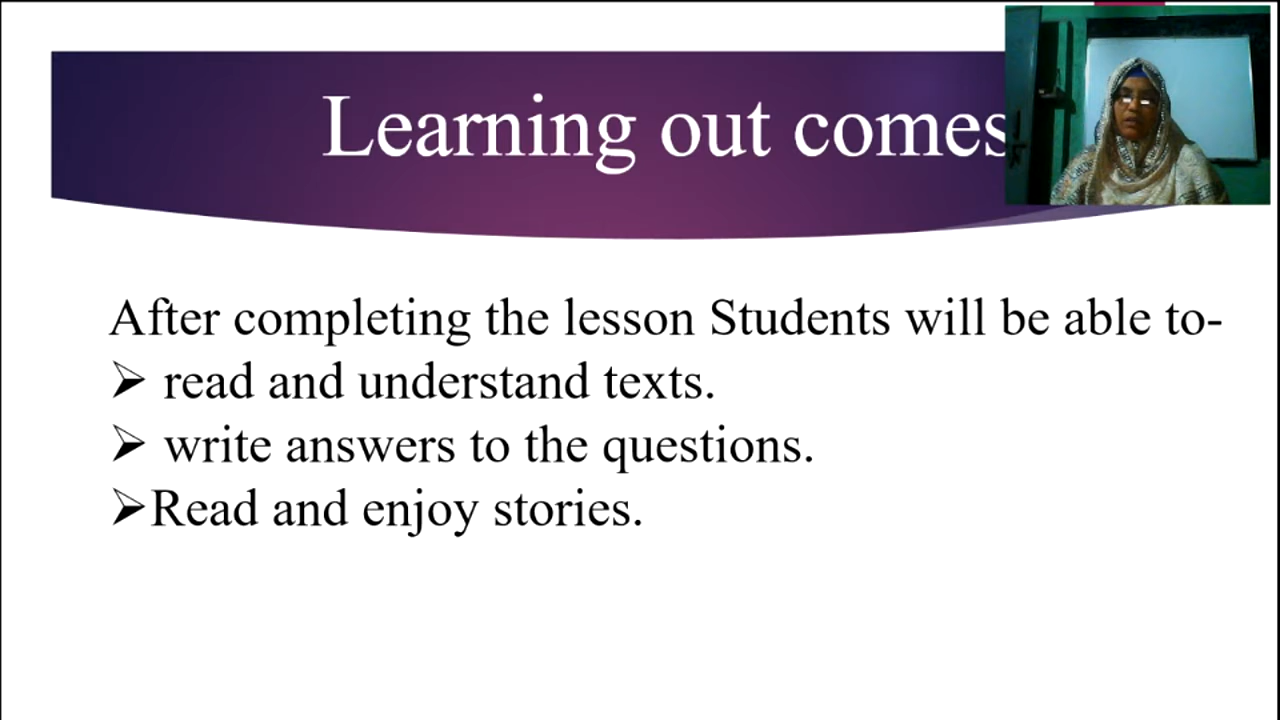 Learning out comes
After completing the lesson Students will be able to-
➢ read and understand texts.
➢ write answers to the questions.
➢Read and enjoy stories.